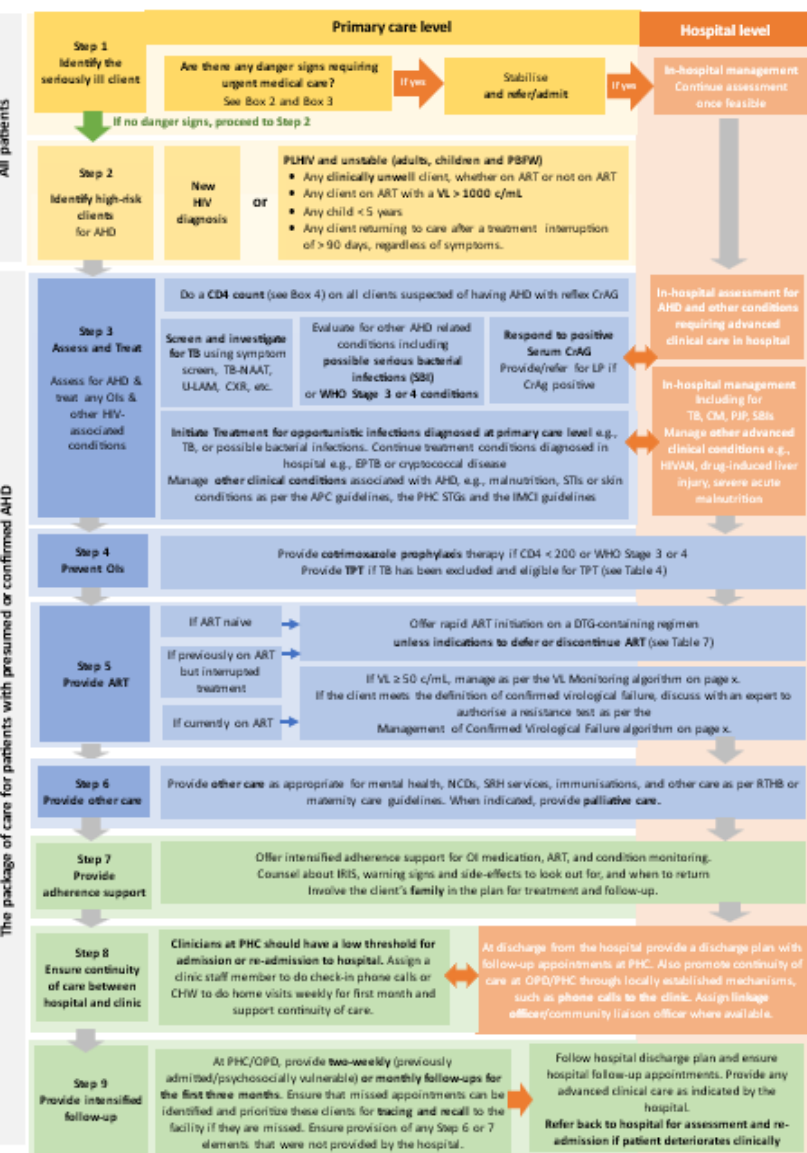 Primary care level
Hospital level
All patients
Step 1
Identify the
seriously ill client
Are there any danger signs requiring
urgent medical care?
See Box 2 and Box 3
If yes
Stabilise
and refer/admit
If yes
In-hospital management
Continue assessment
once feasible
If no danger signs, proceed to Step 2
Step 2
Identify high-risk
clients
for AHD
New
HIV
diagnosis
or
PLHIV and unstable (adults, children and PBFW)
• Any clinically unwell client, whether on ART or not on ART
• Any client on ART with a VL > 1000 c/mL
• Any child < 5 years
• Any client returning to care after a treatment interruption
of > 90 days, regardless of symptoms.
The package of care for patients with presumed or confirmed AHD
Step 3
Assess and Treat
Assess for AHD &
treat any OIs &
other HIV-
associated
conditions
Do a CD4 count (see Box 4) on all clients suspected of having AHD with reflex CrAG
Screen and investigate
for TB using symptom
screen, TB-NAAT,
U-LAM, CXR, etc.
Evaluate for other AHD related
conditions including
possible serious bacterial
infections (SBI)
or WHO Stage 3 or 4 conditions
Respond to positive
Serum CrAG
Provide/refer for LP if
CrAg positive
In-hospital assessment for
AHD and other conditions
requiring advanced
clinical care in hospital
Initiate Treatment for opportunistic infections diagnosed at primary care level e.g.,
TB, or possible bacterial infections. Continue treatment conditions diagnosed in
hospital e.g., EPTB or cryptococcal disease
Manage other clinical conditions associated with AHD, e.g., malnutrition, STIs or skin
conditions as per the APC guidelines, the PHC STGs and the IMCI guidelines
In-hospital management
Including for
TB, CM, PJP, SBIs
Manage other advanced
clinical conditions e.g.,
HIVAN, drug-induced liver
injury, severe acute
malnutrition
Step 4
Prevent OIs
Provide cotrimoxazole prophylaxis therapy if CD4 < 200 or WHO Stage 3 or 4
Provide TPT if TB has been excluded and eligible for TPT (see Table 4)
Step 5
Provide ART
If ART naive
If previously on ART
but interrupted
treatment
If currently on ART
Offer rapid ART initiation on a DTG-containing regimen
unless indications to defer or discontinue ART (see Table 7)
If VL ≥ 50 c/mL, manage as per the VL Monitoring algorithm on page x.
If the client meets the definition of confirmed virological failure, discuss with an expert to
authorise a resistance test as per the
Management of Confirmed Virological Failure algorithm on page x.
Step 6
Provide other care
Provide other care as appropriate for mental health, NCDs, SRH services, immunisations, and other care as per RTHB or
maternity care guidelines. When indicated, provide palliative care.
Step 7
Provide
adherence support
Offer intensified adherence support for OI medication, ART, and condition monitoring.
Counsel about IRIS, warning signs and side-effects to look out for, and when to return
Involve the client's family in the plan for treatment and follow-up.
Step 8
Ensure continuity
of care between
hospital and clinic
Clinicians at PHC should have a low threshold for
admission or re-admission to hospital. Assign a
clinic staff member to do check-in phone calls or
CHW to do home visits weekly for first month and
support continuity of care.
At discharge from the hospital provide a discharge plan with
follow-up appointments at PHC. Also promote continuity of
care at OPD/PHC through locally established mechanisms,
such as phone calls to the clinic. Assign linkage
officer/community liaison officer where available.
Step 9
Provide intensified
follow-up
At PHC/OPD, provide two-weekly (previously
admitted/psychosocially vulnerable) or monthly follow-ups for
the first three months. Ensure that missed appointments can be
identified and prioritize these clients for tracing and recall to the
facility if they are missed. Ensure provision of any Step 6 or 7
elements that were not provided by the hospital.
Follow hospital discharge plan and ensure
hospital follow-up appointments. Provide any
advanced clinical care as indicated by the
hospital.
Refer back to hospital for assessment and re-
admission if patient deteriorates clinically